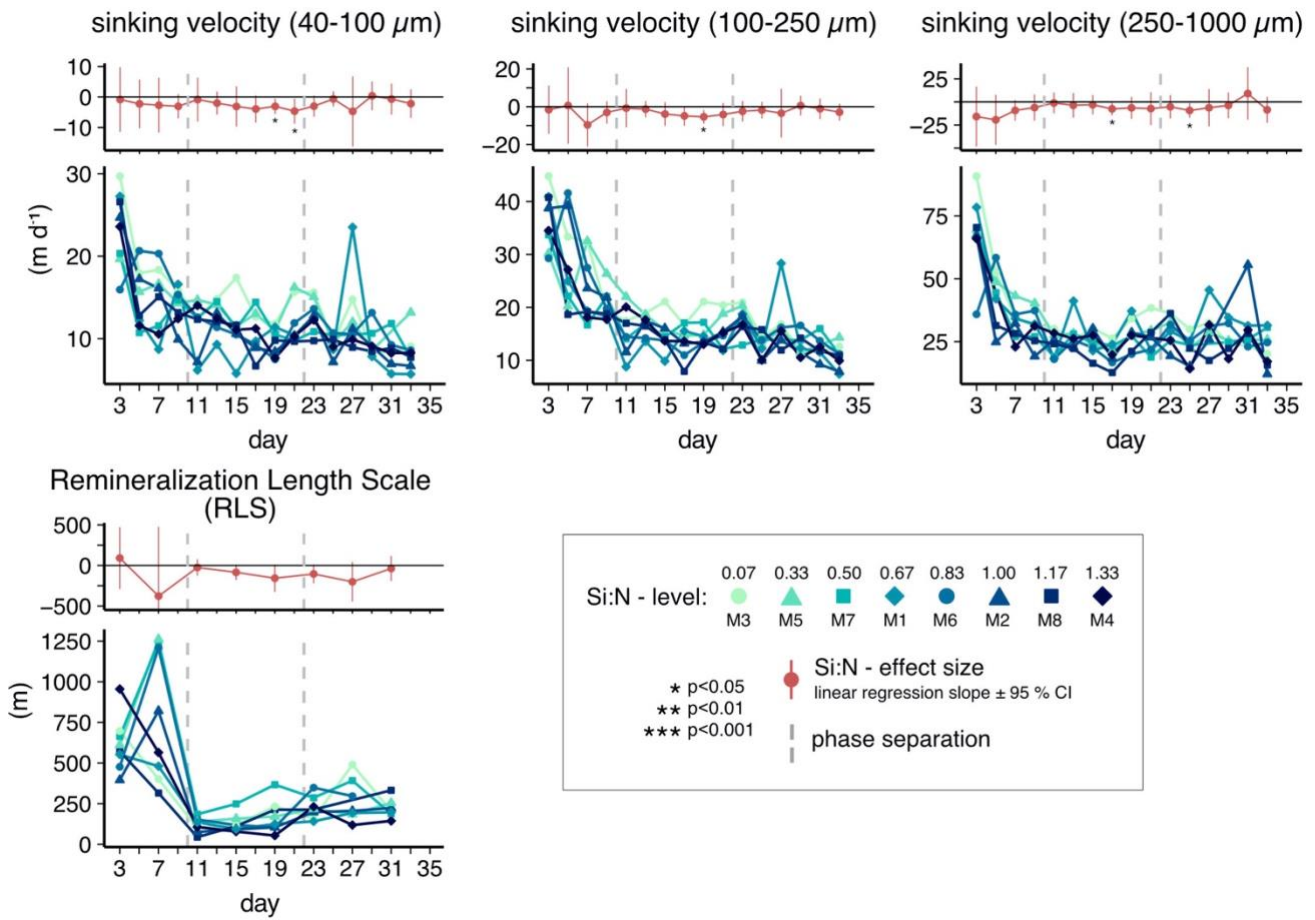 sinking velocity (40-100 µm)
sinking velocity (100-250 µm)
sinking velocity (250-1000 µm)
10
0
−10
20
0
−20
25
−25
(m d⁻¹)
30
20
10
40
30
20
10
75
50
25
3 7 11 15 19 23 27 31 35
3 7 11 15 19 23 27 31 35
3 7 11 15 19 23 27 31 35
day
day
day
Remineralization Length Scale
(RLS)
500
0
−500
(m)
1250
1000
750
500
250
0
3 7 11 15 19 23 27 31 35
day
0.07 0.33 0.50 0.67 0.83 1.00 1.17 1.33
Si:N - level:
M3 M5 M7 M1 M6 M2 M8 M4
Si:N - effect size
linear regression slope ± 95 % CI
* p<0.05
** p<0.01
*** p<0.001
phase separation